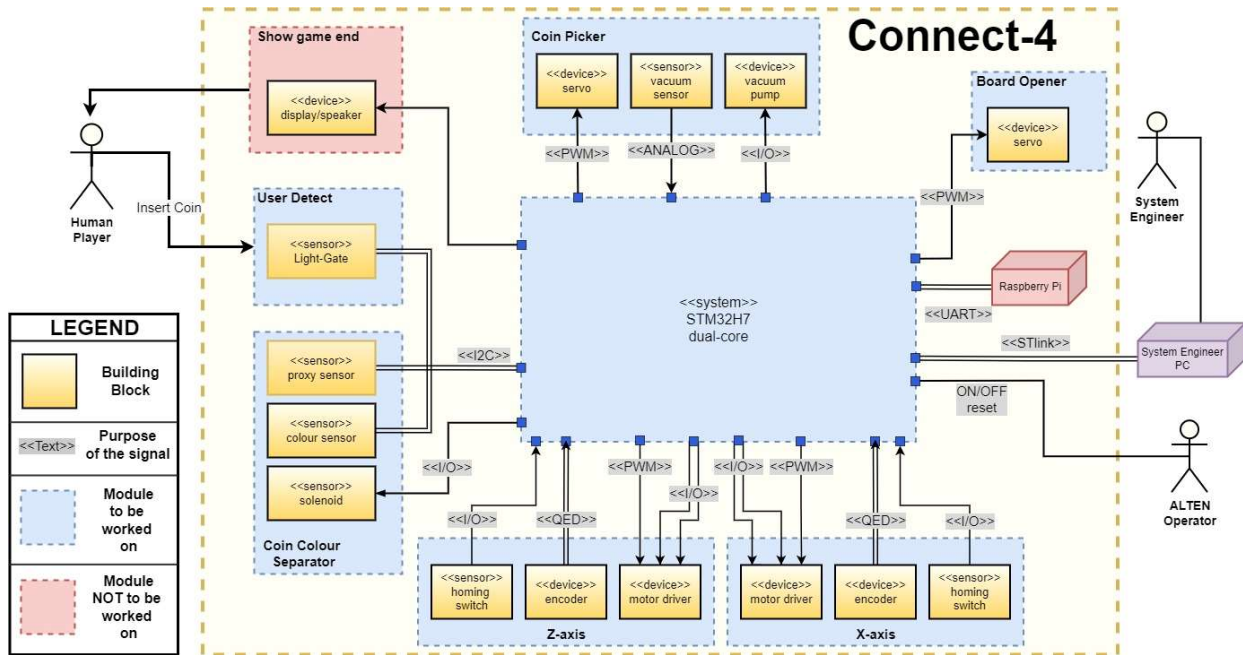 Connect-4
Show game end
<<device>>
display/speaker
Coin Picker
<<device>>
servo
<<sensor>>
vacuum
sensor
<<device>>
vacuum
pump
Board Opener
<<device>>
servo
<<PWM>>
<<ANALOG>>
<<I/O>>
<<PWM>>
Human
Player
Insert Coin
System
Engineer
User Detect
<<sensor>>
Light-Gate
<<system>>
STM32H7
dual-core
Raspberry Pi
<<UART>>
<<STlink>>
System Engineer
PC
ON/OFF
reset
ALTEN
Operator
<<I2C>>
<<sensor>>
proxy sensor
<<sensor>>
colour sensor
<<sensor>>
solenoid
Coin Colour
Separator
<<I/O>>
<<I/O>>
<<QED>>
<<PWM>>
<<I/O>>
<<I/O>>
<<PWM>>
<<QED>>
<<I/O>>
<<sensor>>
homing
switch
<<device>>
encoder
<<device>>
motor driver
Z-axis
<<device>>
motor driver
<<device>>
encoder
<<sensor>>
homing
switch
X-axis
LEGEND
Building
Block
<<Text>>
Purpose
of the signal
Module
to be
worked
on
Module
NOT to be
worked
on